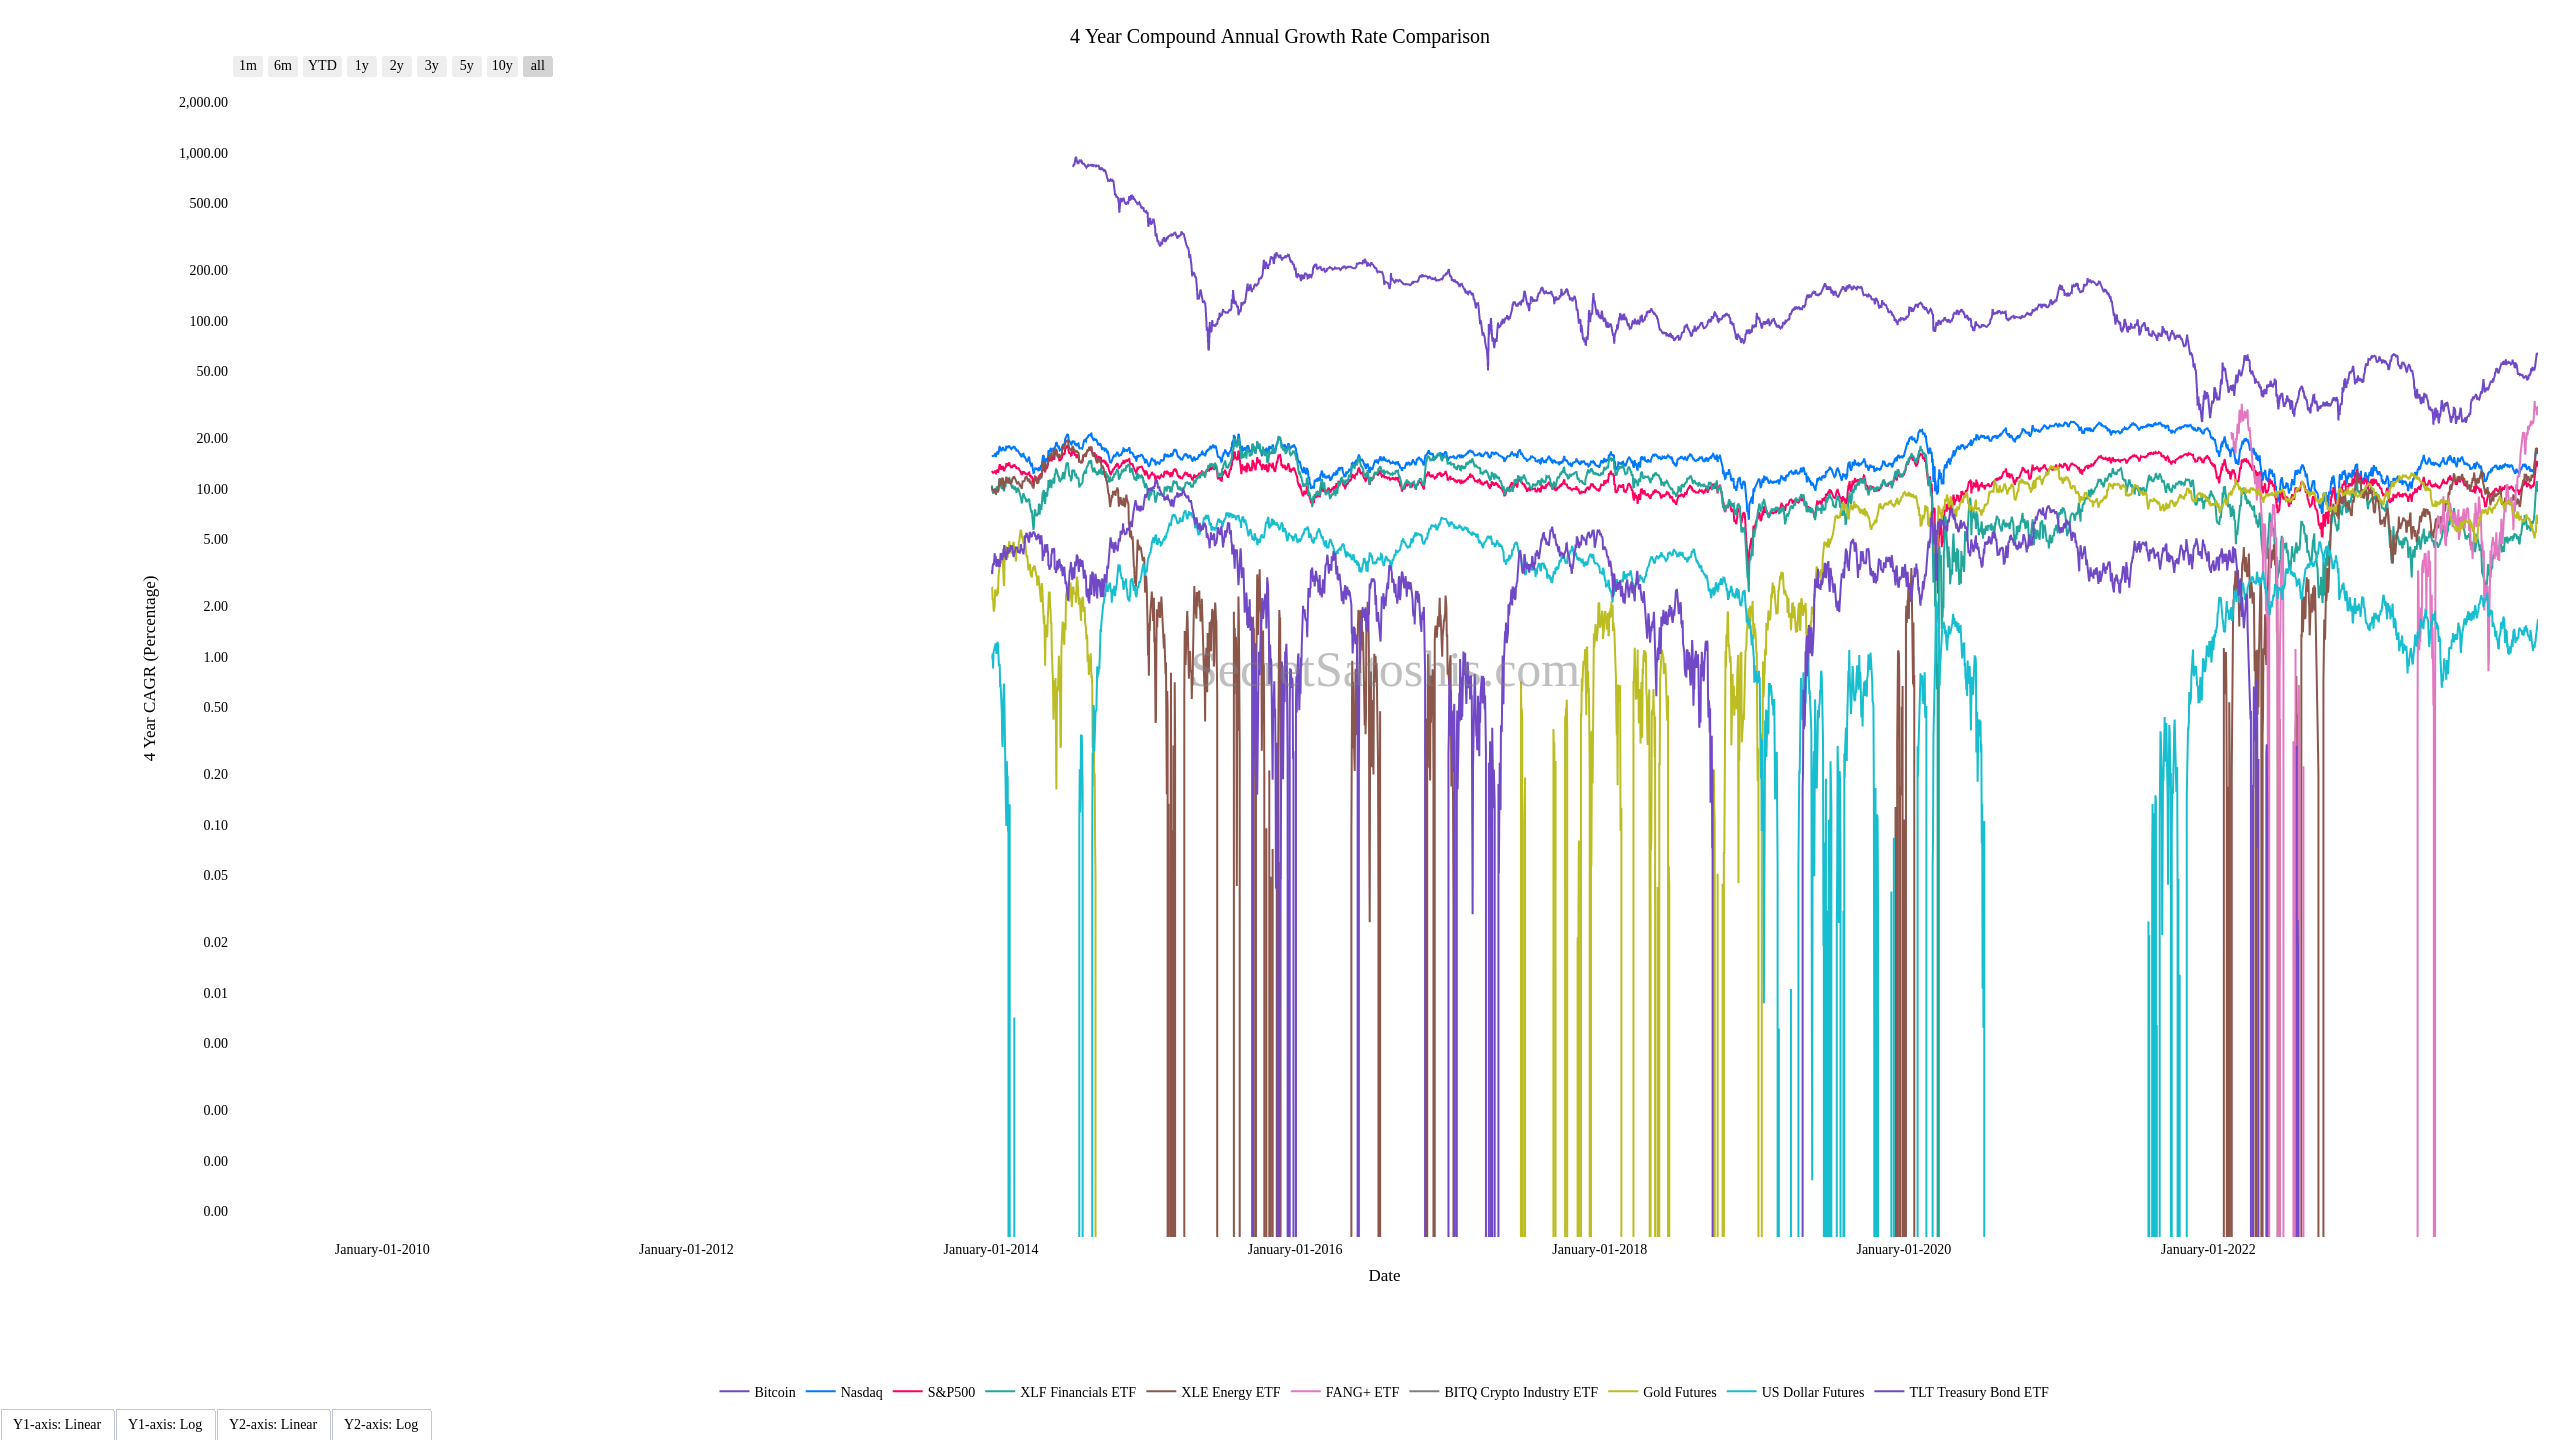 4 Year Compound Annual Growth Rate Comparison
1m 6m YTD 1y 2y 3y 5y 10y all
2,000.00
1,000.00
500.00
200.00
100.00
50.00
20.00
10.00
5.00
2.00
1.00
0.50
0.20
0.10
0.05
0.02
0.01
0.00
0.00
0.00
0.00
4 Year CAGR (Percentage)
SecretSatoshis.com
January-01-2010 January-01-2012 January-01-2014 January-01-2016 January-01-2018 January-01-2020 January-01-2022
Date
Bitcoin Nasdaq S&P500 XLF Financials ETF XLE Energy ETF FANG+ ETF BITQ Crypto Industry ETF Gold Futures US Dollar Futures TLT Treasury Bond ETF
Y1-axis: Linear Y1-axis: Log Y2-axis: Linear Y2-axis: Log